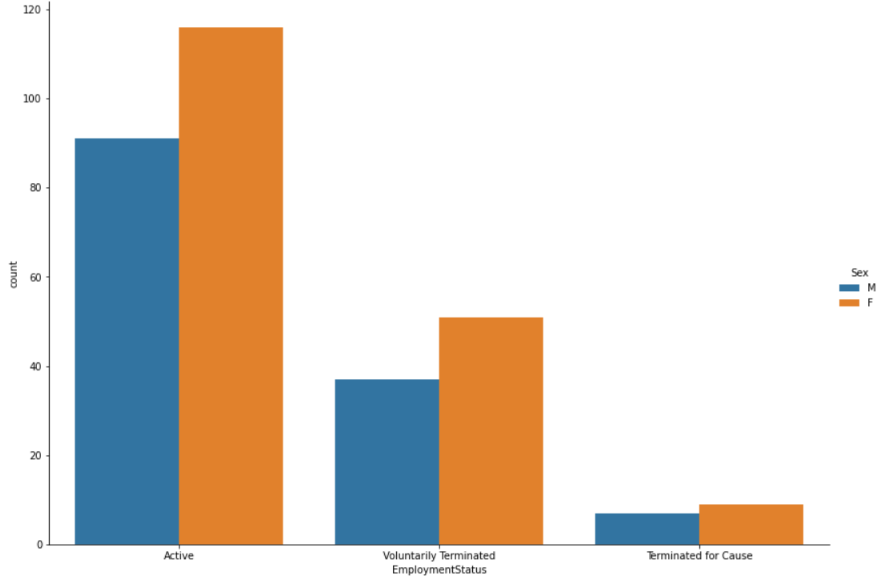 120
100
80
60
40
20
0
count
Active
Voluntarily Terminated
Terminated for Cause
EmploymentStatus
Sex
M
F